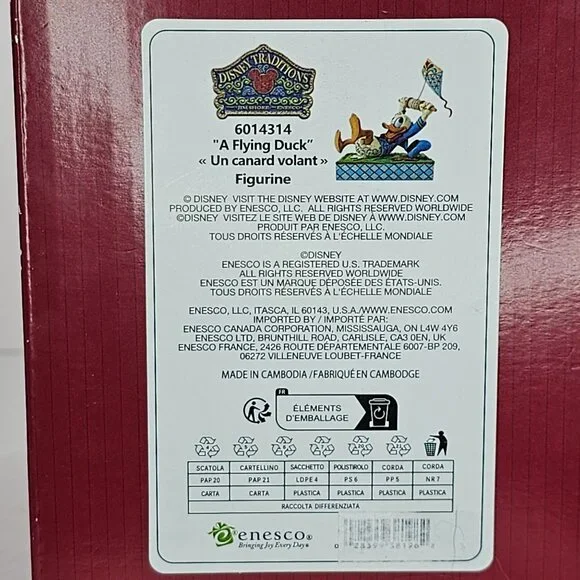 DISNEY TRADITIONS
JIM SHORE
ENESCO
6014314
"A Flying Duck"
« Un canard volant »
Figurine
© DISNEY VISIT THE DISNEY WEBSITE AT WWW.DISNEY.COM
PRODUCED BY ENESCO, LLC. ALL RIGHTS RESERVED WORLDWIDE
©DISNEY VISITEZ LE SITE WEB DE DISNEY À WWW.DISNEY.COM
PRODUIT PAR ENESCO, LLC.
TOUS DROITS RÉSERVÉS À L'ÉCHELLE MONDIALE
©DISNEY
ENESCO IS A REGISTERED U.S. TRADEMARK
ALL RIGHTS RESERVED WORLDWIDE
ENESCO EST UN MARQUE DÉPOSÉE DES ÉTATS-UNIS.
TOUS DROITS RÉSERVÉS À L'ÉCHELLE MONDIALE
ENESCO, LLC, ITASCA, IL 60143, U.S.A./WWW.ENESCO.COM
IMPORTED BY / IMPORTÉ PAR:
ENESCO CANADA CORPORATION, MISSISSAUGA, ON L4W 4Y6
ENESCO LTD, BRUNTHILL ROAD, CARLISLE, CA3 0EN, UK
ENESCO FRANCE, 2426 ROUTE DÉPARTEMENTALE 6007-BP 209,
06272 VILLENEUVE LOUBET-FRANCE
MADE IN CAMBODIA / FABRIQUÉ EN CAMBODGE
FR
ÉLÉMENTS
D'EMBALLAGE
SCATOLA CARTELLINO SACCHETTO POLISTIROLO CORDA CORDA
PAP 20 PAP 21 LDPE 4 PS 6 PP 5 NR 7
CARTA CARTA PLASTICA PLASTICA PLASTICA PLASTICA
RACCOLTA DIFFERENZIATA
enesco
Bringing Joy Every Day